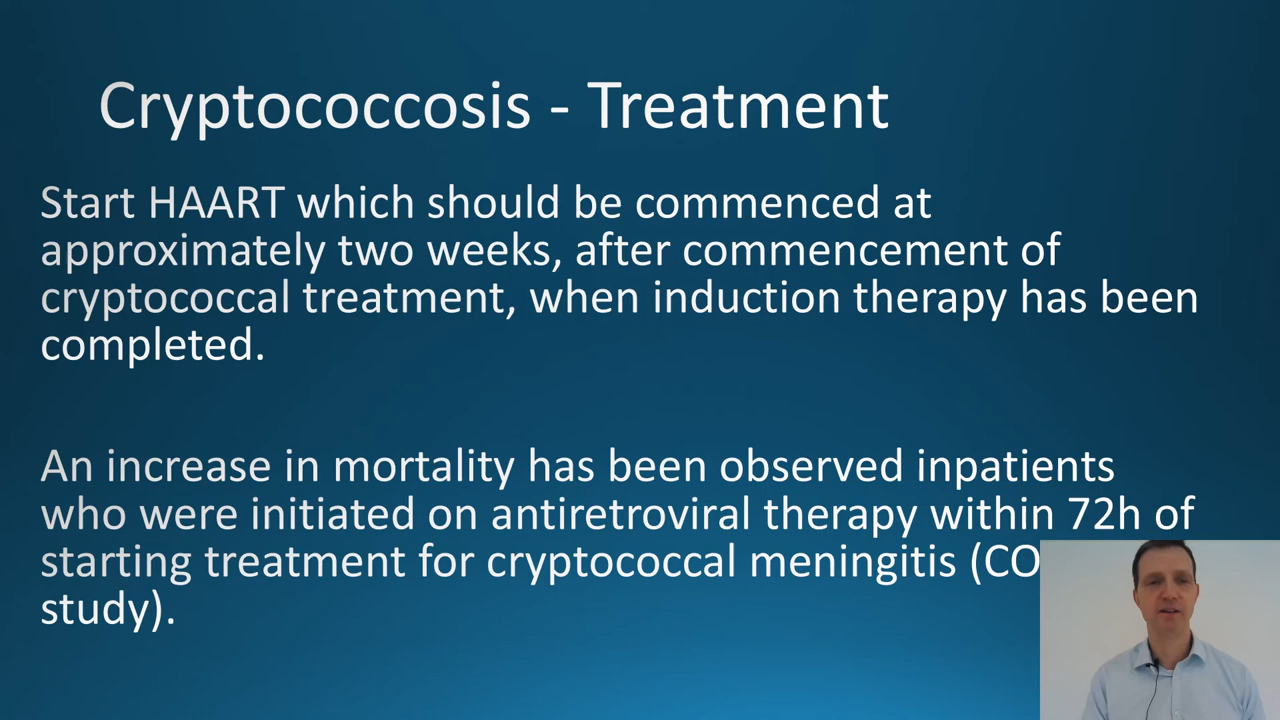 Cryptococcosis - Treatment
Start HAART which should be commenced at
approximately two weeks, after commencement of
cryptococcal treatment, when induction therapy has been
completed.
An increase in mortality has been observed inpatients
who were initiated on antiretroviral therapy within 72h of
starting treatment for cryptococcal meningitis (CO
study).